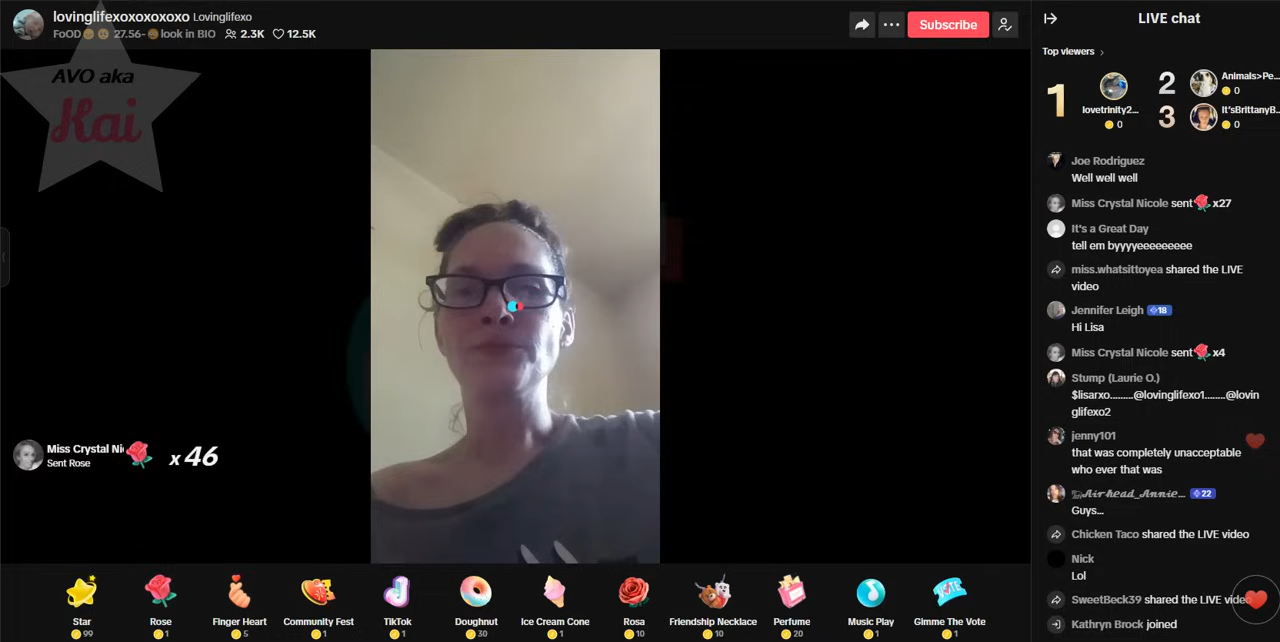 lovinglifexoxoxoxoxo Lovinglifexo
FoOD😊😊 27.56-😊look in BIO 2.3K 12.5K
Subscribe
AVO aka
Kai
Miss Crystal Ni
Sent Rose
x 46
Star
99
Rose
1
Finger Heart
5
Community Fest
1
TikTok
1
Doughnut
30
Ice Cream Cone
1
Rosa
10
Friendship Necklace
10
Perfume
20
Music Play
1
VOTE
Gimme The Vote
1
LIVE chat
Top viewers
1
lovetrinity2...
0
2
Animals>Pe...
0
3
It'sBrittanyB...
0
Joe Rodriguez
Well well well
Miss Crystal Nicole sent🌹x27
It's a Great Day
tell em byyyyeeeeeeeee
miss.whatsittoyea shared the LIVE
video
Jennifer Leigh 18
Hi Lisa
Miss Crystal Nicole sent🌹x4
Stump (Laurie O.)
$lisarxo.........@lovinglifexo1........@lovin
glifexo2
jenny101
that was completely unacceptable
who ever that was
𝓐𝓲𝓻-𝓱𝓮𝓪𝓭_𝓐𝓷𝓷𝓲𝓮... 22
Guys...
Chicken Taco shared the LIVE video
Nick
Lol
SweetBeck39 shared the LIVE video
Kathryn Brock joined